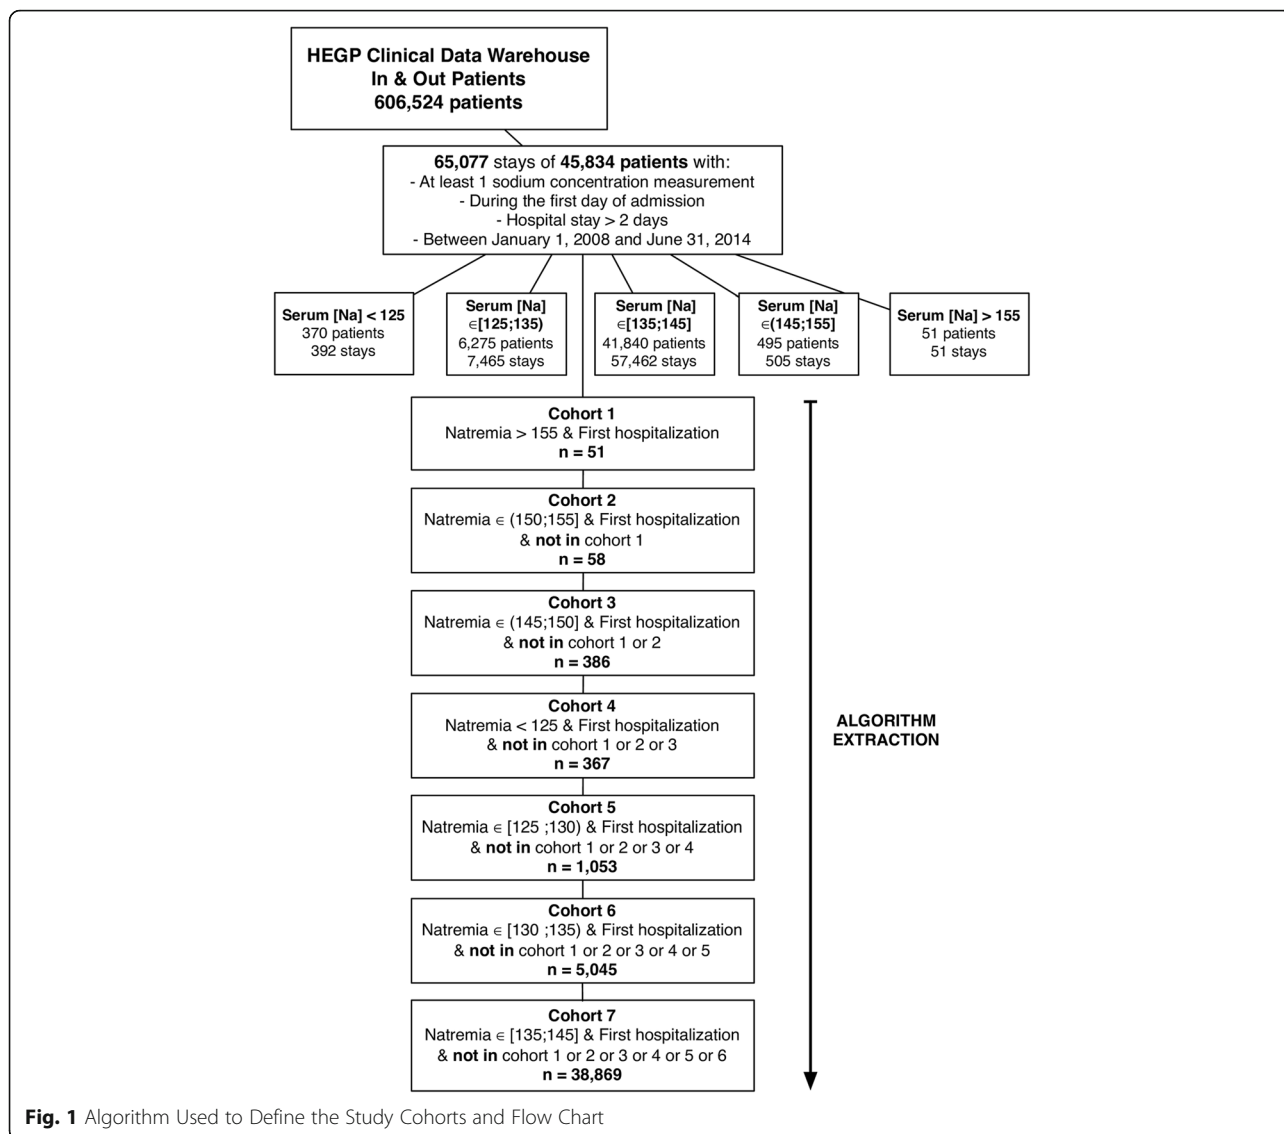 HEGP Clinical Data Warehouse
In & Out Patients
606,524 patients
65,077 stays of 45,834 patients with:
- At least 1 sodium concentration measurement
- During the first day of admission
- Hospital stay > 2 days
- Between January 1, 2008 and June 31, 2014
Serum [Na] < 125
370 patients
392 stays
Serum [Na]
∈[125;135)
6,275 patients
7,465 stays
Serum [Na]
∈[135;145]
41,840 patients
57,462 stays
Serum [Na]
∈(145;155]
495 patients
505 stays
Serum [Na] > 155
51 patients
51 stays
Cohort 1
Natremia > 155 & First hospitalization
n = 51
Cohort 2
Natremia ∈ (150;155] & First hospitalization
& not in cohort 1
n = 58
Cohort 3
Natremia ∈ (145;150] & First hospitalization
& not in cohort 1 or 2
n = 386
Cohort 4
Natremia < 125 & First hospitalization
& not in cohort 1 or 2 or 3
n = 367
Cohort 5
Natremia ∈ [125 ;130) & First hospitalization
& not in cohort 1 or 2 or 3 or 4
n = 1,053
Cohort 6
Natremia ∈ [130 ;135) & First hospitalization
& not in cohort 1 or 2 or 3 or 4 or 5
n = 5,045
Cohort 7
Natremia ∈ [135;145] & First hospitalization
& not in cohort 1 or 2 or 3 or 4 or 5 or 6
n = 38,869
ALGORITHM
EXTRACTION
Fig. 1 Algorithm Used to Define the Study Cohorts and Flow Chart